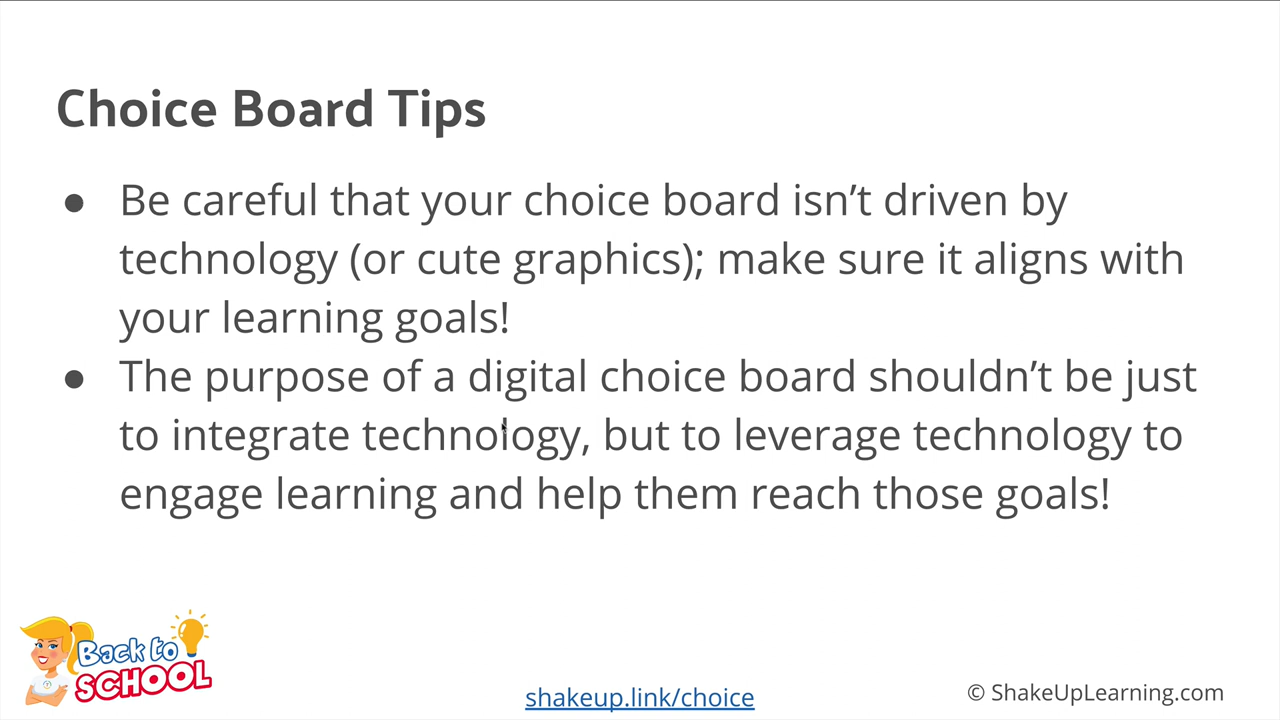 Choice Board Tips
● Be careful that your choice board isn’t driven by
technology (or cute graphics); make sure it aligns with
your learning goals!
● The purpose of a digital choice board shouldn’t be just
to integrate technology, but to leverage technology to
engage learning and help them reach those goals!
Back to
SCHOOL
shakeup.link/choice
© ShakeUpLearning.com